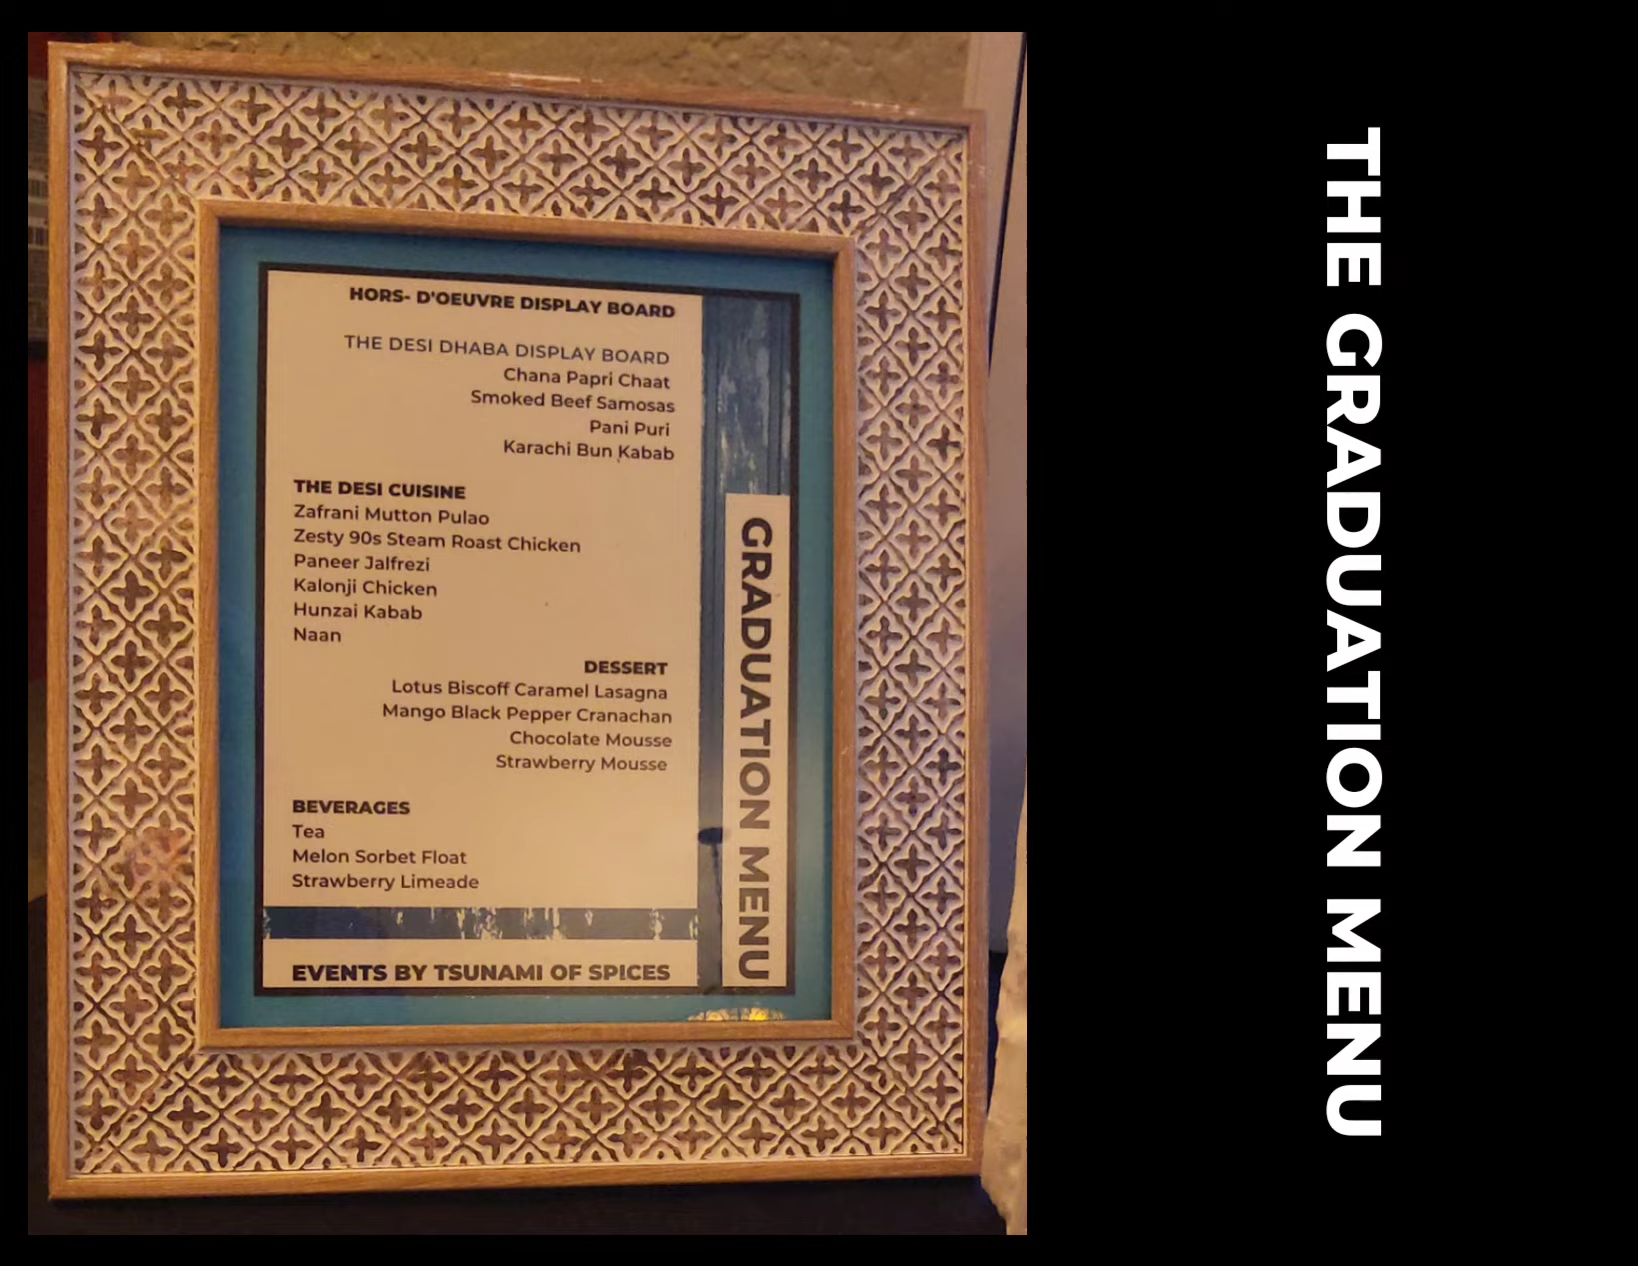 HORS- D'OEUVRE DISPLAY BOARD
THE DESI DHABA DISPLAY BOARD
Chana Papri Chaat
Smoked Beef Samosas
Pani Puri
Karachi Bun Kabab
THE DESI CUISINE
Zafrani Mutton Pulao
Zesty 90s Steam Roast Chicken
Paneer Jalfrezi
Kalonji Chicken
Hunzai Kabab
Naan
DESSERT
Lotus Biscoff Caramel Lasagna
Mango Black Pepper Cranachan
Chocolate Mousse
Strawberry Mousse
BEVERAGES
Tea
Melon Sorbet Float
Strawberry Limeade
EVENTS BY TSUNAMI OF SPICES
GRADUATION MENU
THE GRADUATION MENU